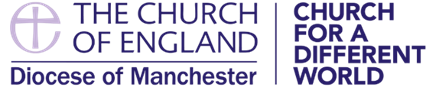 THE CHURCH
OF ENGLAND
Diocese of Manchester
CHURCH
FOR A
DIFFERENT
WORLD